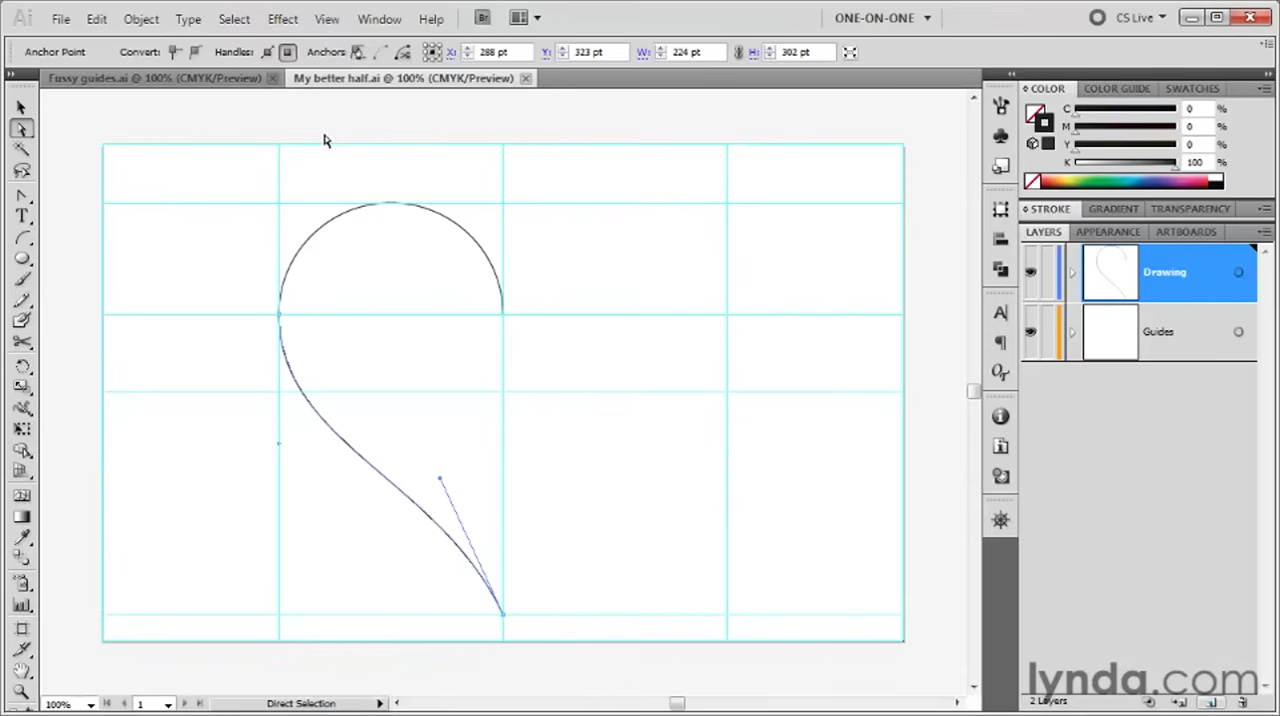 Ai File Edit Object Type Select Effect View Window Help Br ONE-ON-ONE CS Live
Anchor Point Convert: Handles: Anchors: X: 288 pt Y: 323 pt W: 224 pt H: 302 pt
Fussy guides.ai @ 100% (CMYK/Preview) My better half.ai @ 100% (CMYK/Preview)
COLOR COLOR GUIDE SWATCHES
C 0 %
M 0 %
Y 0 %
K 100 %
STROKE GRADIENT TRANSPARENCY
LAYERS APPEARANCE ARTBOARDS
Drawing
Guides
lynda.com
2 Layers
100% 1 Direct Selection